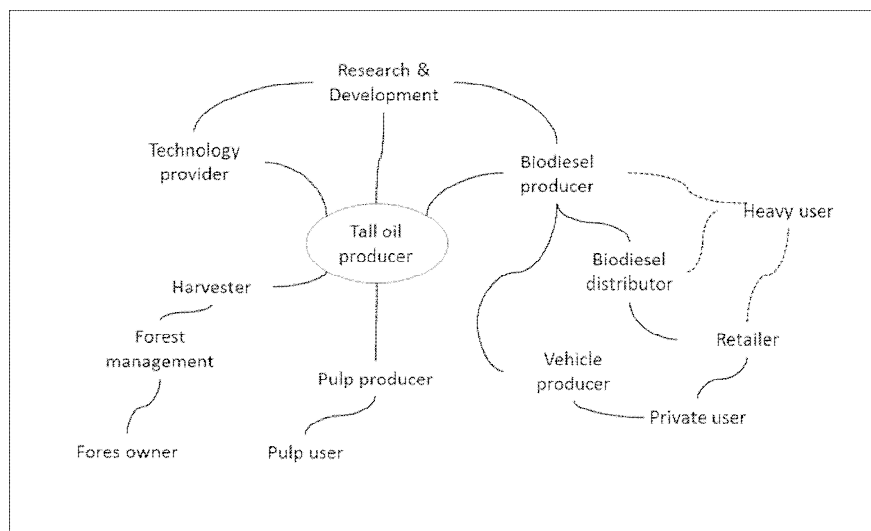 Research &
Development
Technology
provider
Biodiesel
producer
Heavy user
Tall oil
producer
Biodiesel
distributor
Harvester
Forest
management
Retailer
Vehicle
producer
Pulp producer
Private user
Fores owner
Pulp user